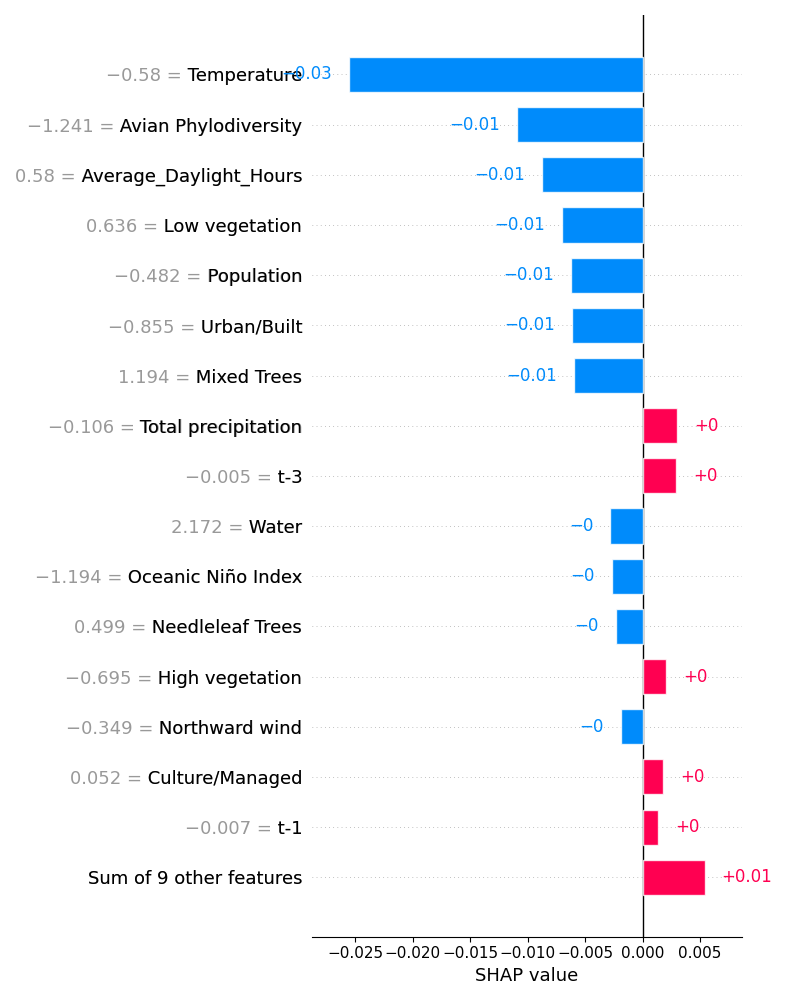 −0.58 = Temperature −0.03
−1.241 = Avian Phylodiversity −0.01
0.58 = Average_Daylight_Hours −0.01
0.636 = Low vegetation −0.01
−0.482 = Population −0.01
−0.855 = Urban/Built −0.01
1.194 = Mixed Trees −0.01
−0.106 = Total precipitation +0
−0.005 = t-3 +0
2.172 = Water −0
−1.194 = Oceanic Niño Index −0
0.499 = Needleleaf Trees −0
−0.695 = High vegetation +0
−0.349 = Northward wind −0
0.052 = Culture/Managed +0
−0.007 = t-1 +0
Sum of 9 other features +0.01
−0.025 −0.020 −0.015 −0.010 −0.005 0.000 0.005
SHAP value